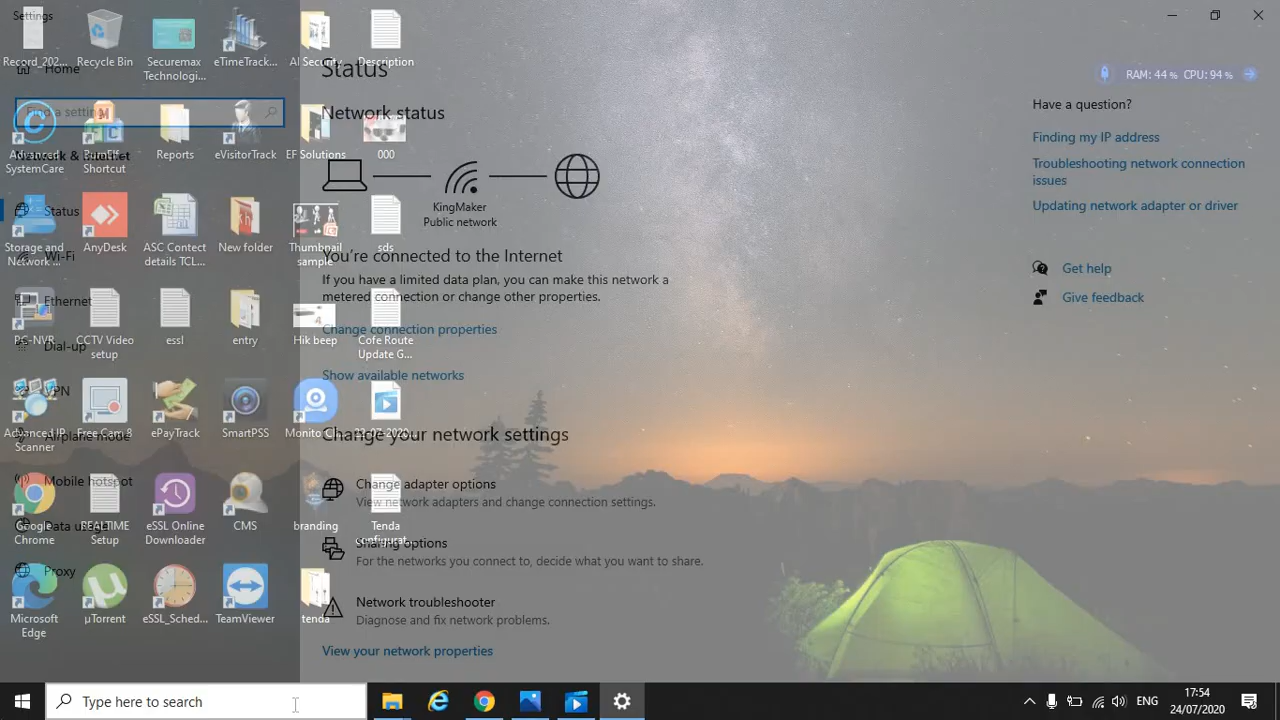 Settings
Home
Find a setting
Network & Internet
Status
Wi-Fi
Ethernet
Dial-up
VPN
Airplane mode
Mobile hotspot
Data usage
Proxy
Record_202...
Recycle Bin
Securemax
Technologi...
eTimeTrack...
AI Security
Description
Advanced
SystemCare
Shortcut
Reports
eVisitorTrack
EF Solutions
000
Storage and
Network ...
AnyDesk
ASC Contect
details TCL...
New folder
Thumbnail
sample
sds
PC-NVR
CCTV Video
setup
essl
entry
Hik beep
Cofe Route
Update G...
Advanced IP
Scanner
Free Cam 8
ePayTrack
SmartPSS
Google
Chrome
REALTIME
Setup
eSSL Online
Downloader
CMS
branding
Tenda
configurat...
Microsoft
Edge
µTorrent
eSSL_Sched...
TeamViewer
tenda
Status
Network status
KingMaker
Public network
You're connected to the Internet
If you have a limited data plan, you can make this network a
metered connection or change other properties.
Change connection properties
Show available networks
Change your network settings
Change adapter options
View network adapters and change connection settings.
Sharing options
For the networks you connect to, decide what you want to share.
Network troubleshooter
Diagnose and fix network problems.
View your network properties
RAM: 44 % CPU: 94 %
Have a question?
Finding my IP address
Troubleshooting network connection
issues
Updating network adapter or driver
Get help
Give feedback
Type here to search
ENG
17:54
24/07/2020